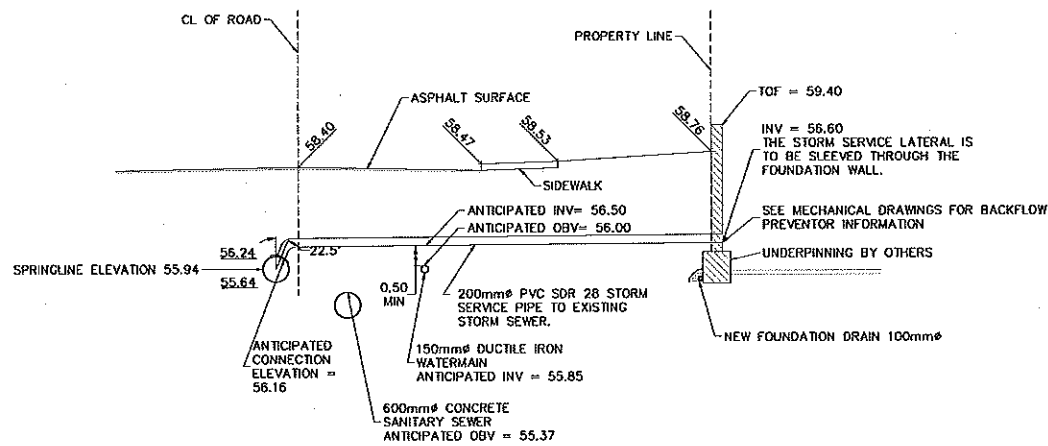 CL OF ROAD
PROPERTY LINE
TOF = 59.40
ASPHALT SURFACE
58.40
58.47
58.53
58.76
INV = 56.60
THE STORM SERVICE LATERAL IS
TO BE SLEEVED THROUGH THE
FOUNDATION WALL.
SIDEWALK
ANTICIPATED INV= 56.50
ANTICIPATED OBV= 56.00
SEE MECHANICAL DRAWINGS FOR BACKFLOW
PREVENTOR INFORMATION
22.5°
56.24
SPRINGLINE ELEVATION 55.94
55.64
UNDERPINNING BY OTHERS
0.50
MIN
200mmø PVC SDR 28 STORM
SERVICE PIPE TO EXISTING
STORM SEWER.
NEW FOUNDATION DRAIN 100mmø
ANTICIPATED
CONNECTION
ELEVATION =
56.16
150mmø DUCTILE IRON
WATERMAIN
ANTICIPATED INV = 55.85
600mmø CONCRETE
SANITARY SEWER
ANTICIPATED OBV = 55.37